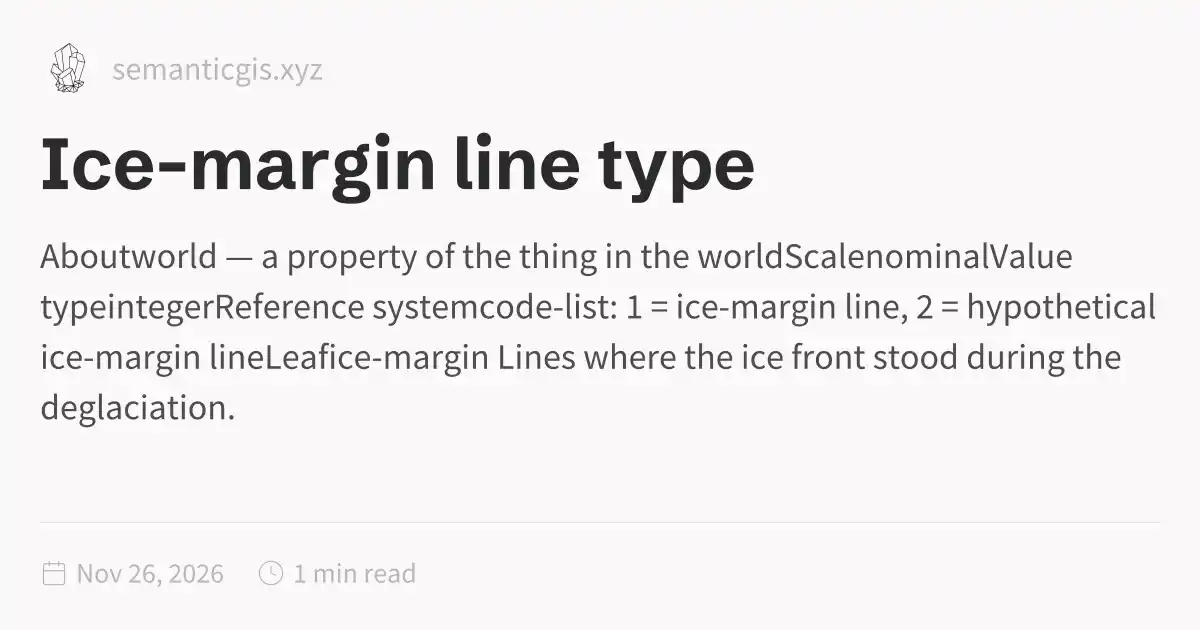 semanticgis.xyz
Ice-margin line type
Aboutworld — a property of the thing in the worldScalenominalValue
typeintegerReference systemcode-list: 1 = ice-margin line, 2 = hypothetical
ice-margin lineLeafice-margin Lines where the ice front stood during the
deglaciation.
Nov 26, 2026 1 min read